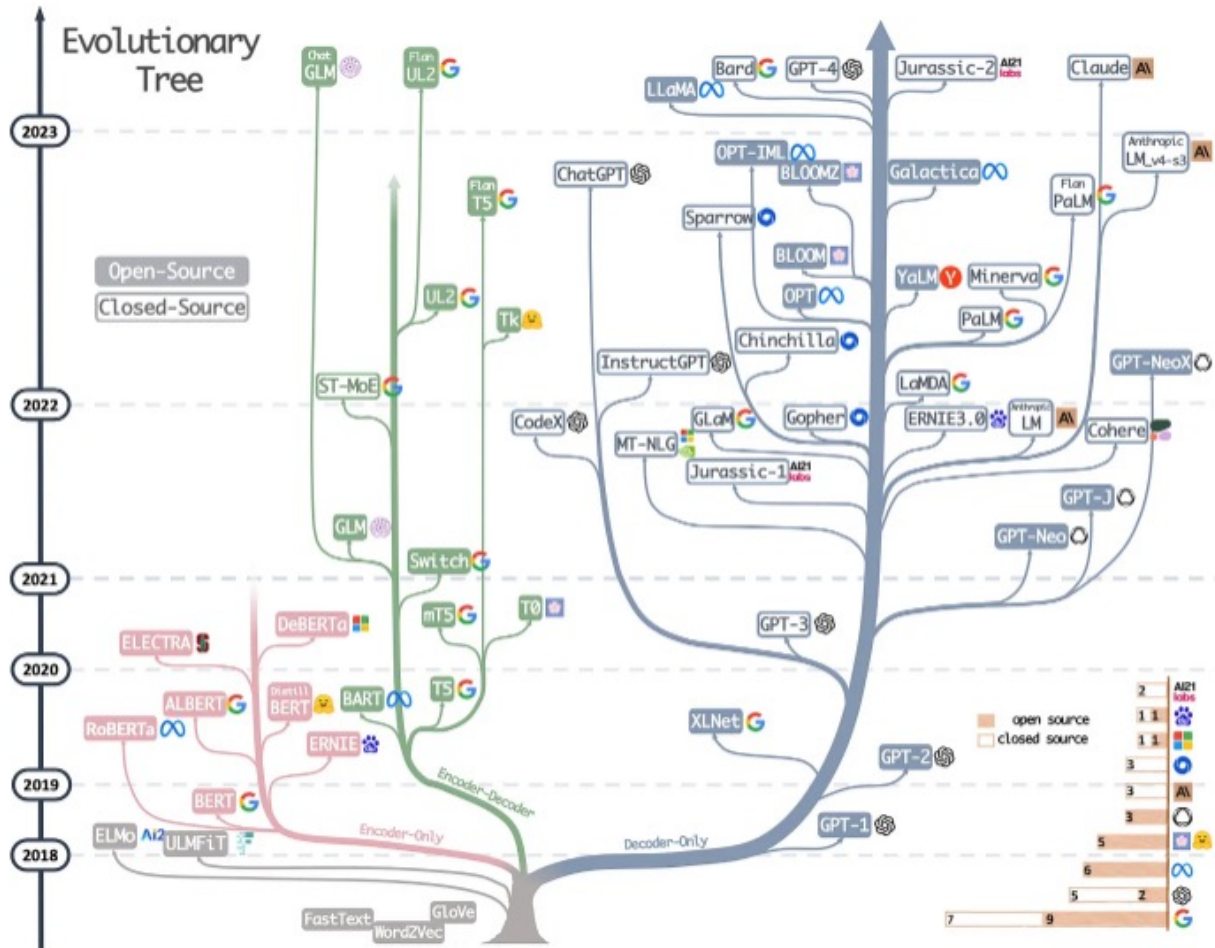 Evolutionary
Tree
Chat
GLM
Flan
UL2
Bard
GPT-4
Jurassic-2
AI21
labs
Claude
A\
LLaMA
2023
ChatGPT
OPT-IML
BLOOMZ
Galactica
Anthropic
LM_v4-s3
A\
Flan
T5
Flan
PaLM
Sparrow
Open-Source
Closed-Source
BLOOM
YaLM
Y
Minerva
UL2
OPT
Tk
PaLM
Chinchilla
InstructGPT
GPT-NeoX
ST-MoE
LaMDA
2022
CodeX
GLaM
Gopher
ERNIE3.0
Anthropic
LM
A\
Cohere
MT-NLG
Jurassic-1
AI21
labs
GPT-J
GLM
GPT-Neo
Switch
2021
mT5
T0
DeBERTa
GPT-3
ELECTRA
S
2020
ALBERT
Distill
BERT
BART
T5
RoBERTa
ERNIE
XLNet
GPT-2
2019
Encoder-Decoder
BERT
Encoder-Only
Decoder-Only
GPT-1
ELMo
Ai2
ULMFiT
2018
FastText
Word2Vec
GloVe
open source
closed source
2
AI21
labs
1 1
1 1
3
3
A\
3
5
6
5 2
7 9